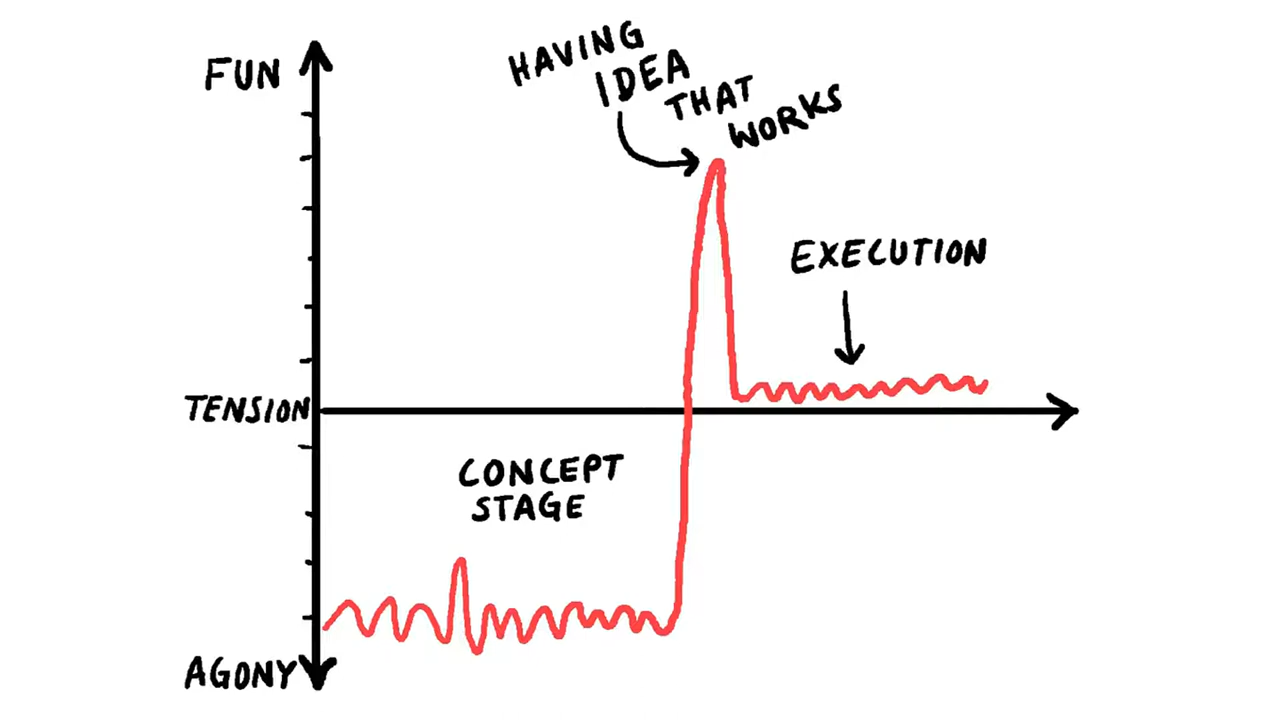 FUN
HAVING
IDEA
THAT
WORKS
EXECUTION
TENSION
CONCEPT
STAGE
AGONY